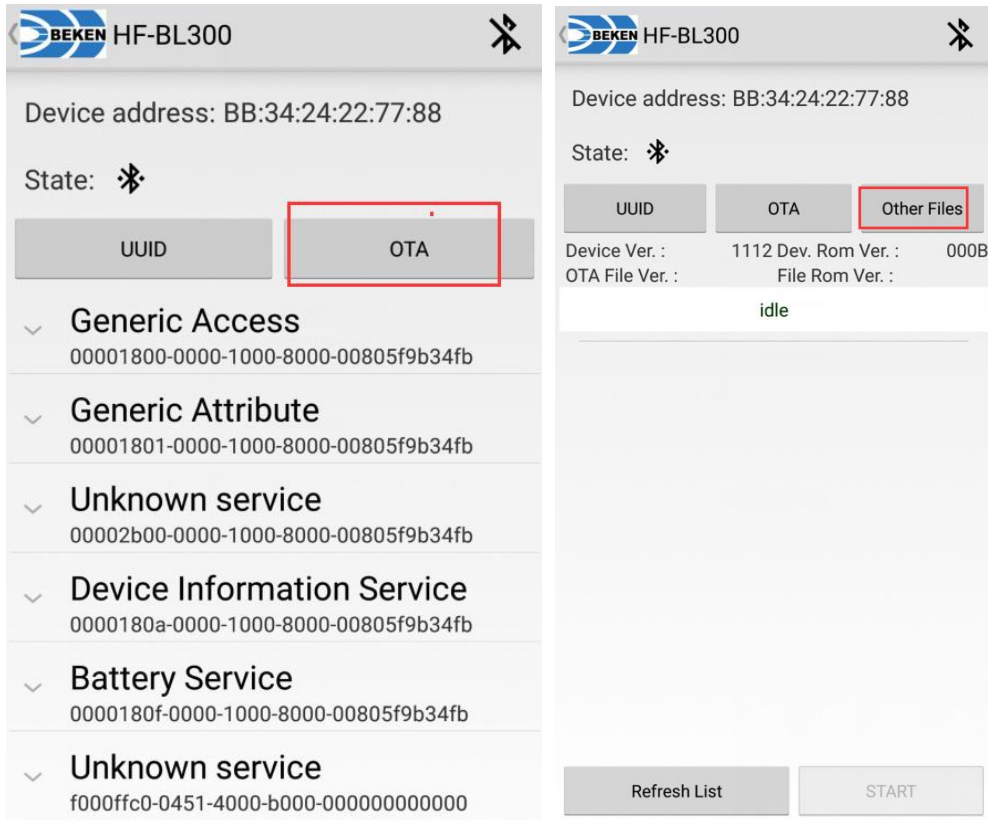 BEKEN HF-BL300
Device address: BB:34:24:22:77:88
State:
UUID OTA
Generic Access
00001800-0000-1000-8000-00805f9b34fb
Generic Attribute
00001801-0000-1000-8000-00805f9b34fb
Unknown service
00002b00-0000-1000-8000-00805f9b34fb
Device Information Service
0000180a-0000-1000-8000-00805f9b34fb
Battery Service
0000180f-0000-1000-8000-00805f9b34fb
Unknown service
f000ffc0-0451-4000-b000-000000000000
BEKEN HF-BL300
Device address: BB:34:24:22:77:88
State:
UUID OTA Other Files
Device Ver. : 1112 Dev. Rom Ver. : 000B
OTA File Ver. : File Rom Ver. :
idle
Refresh List START